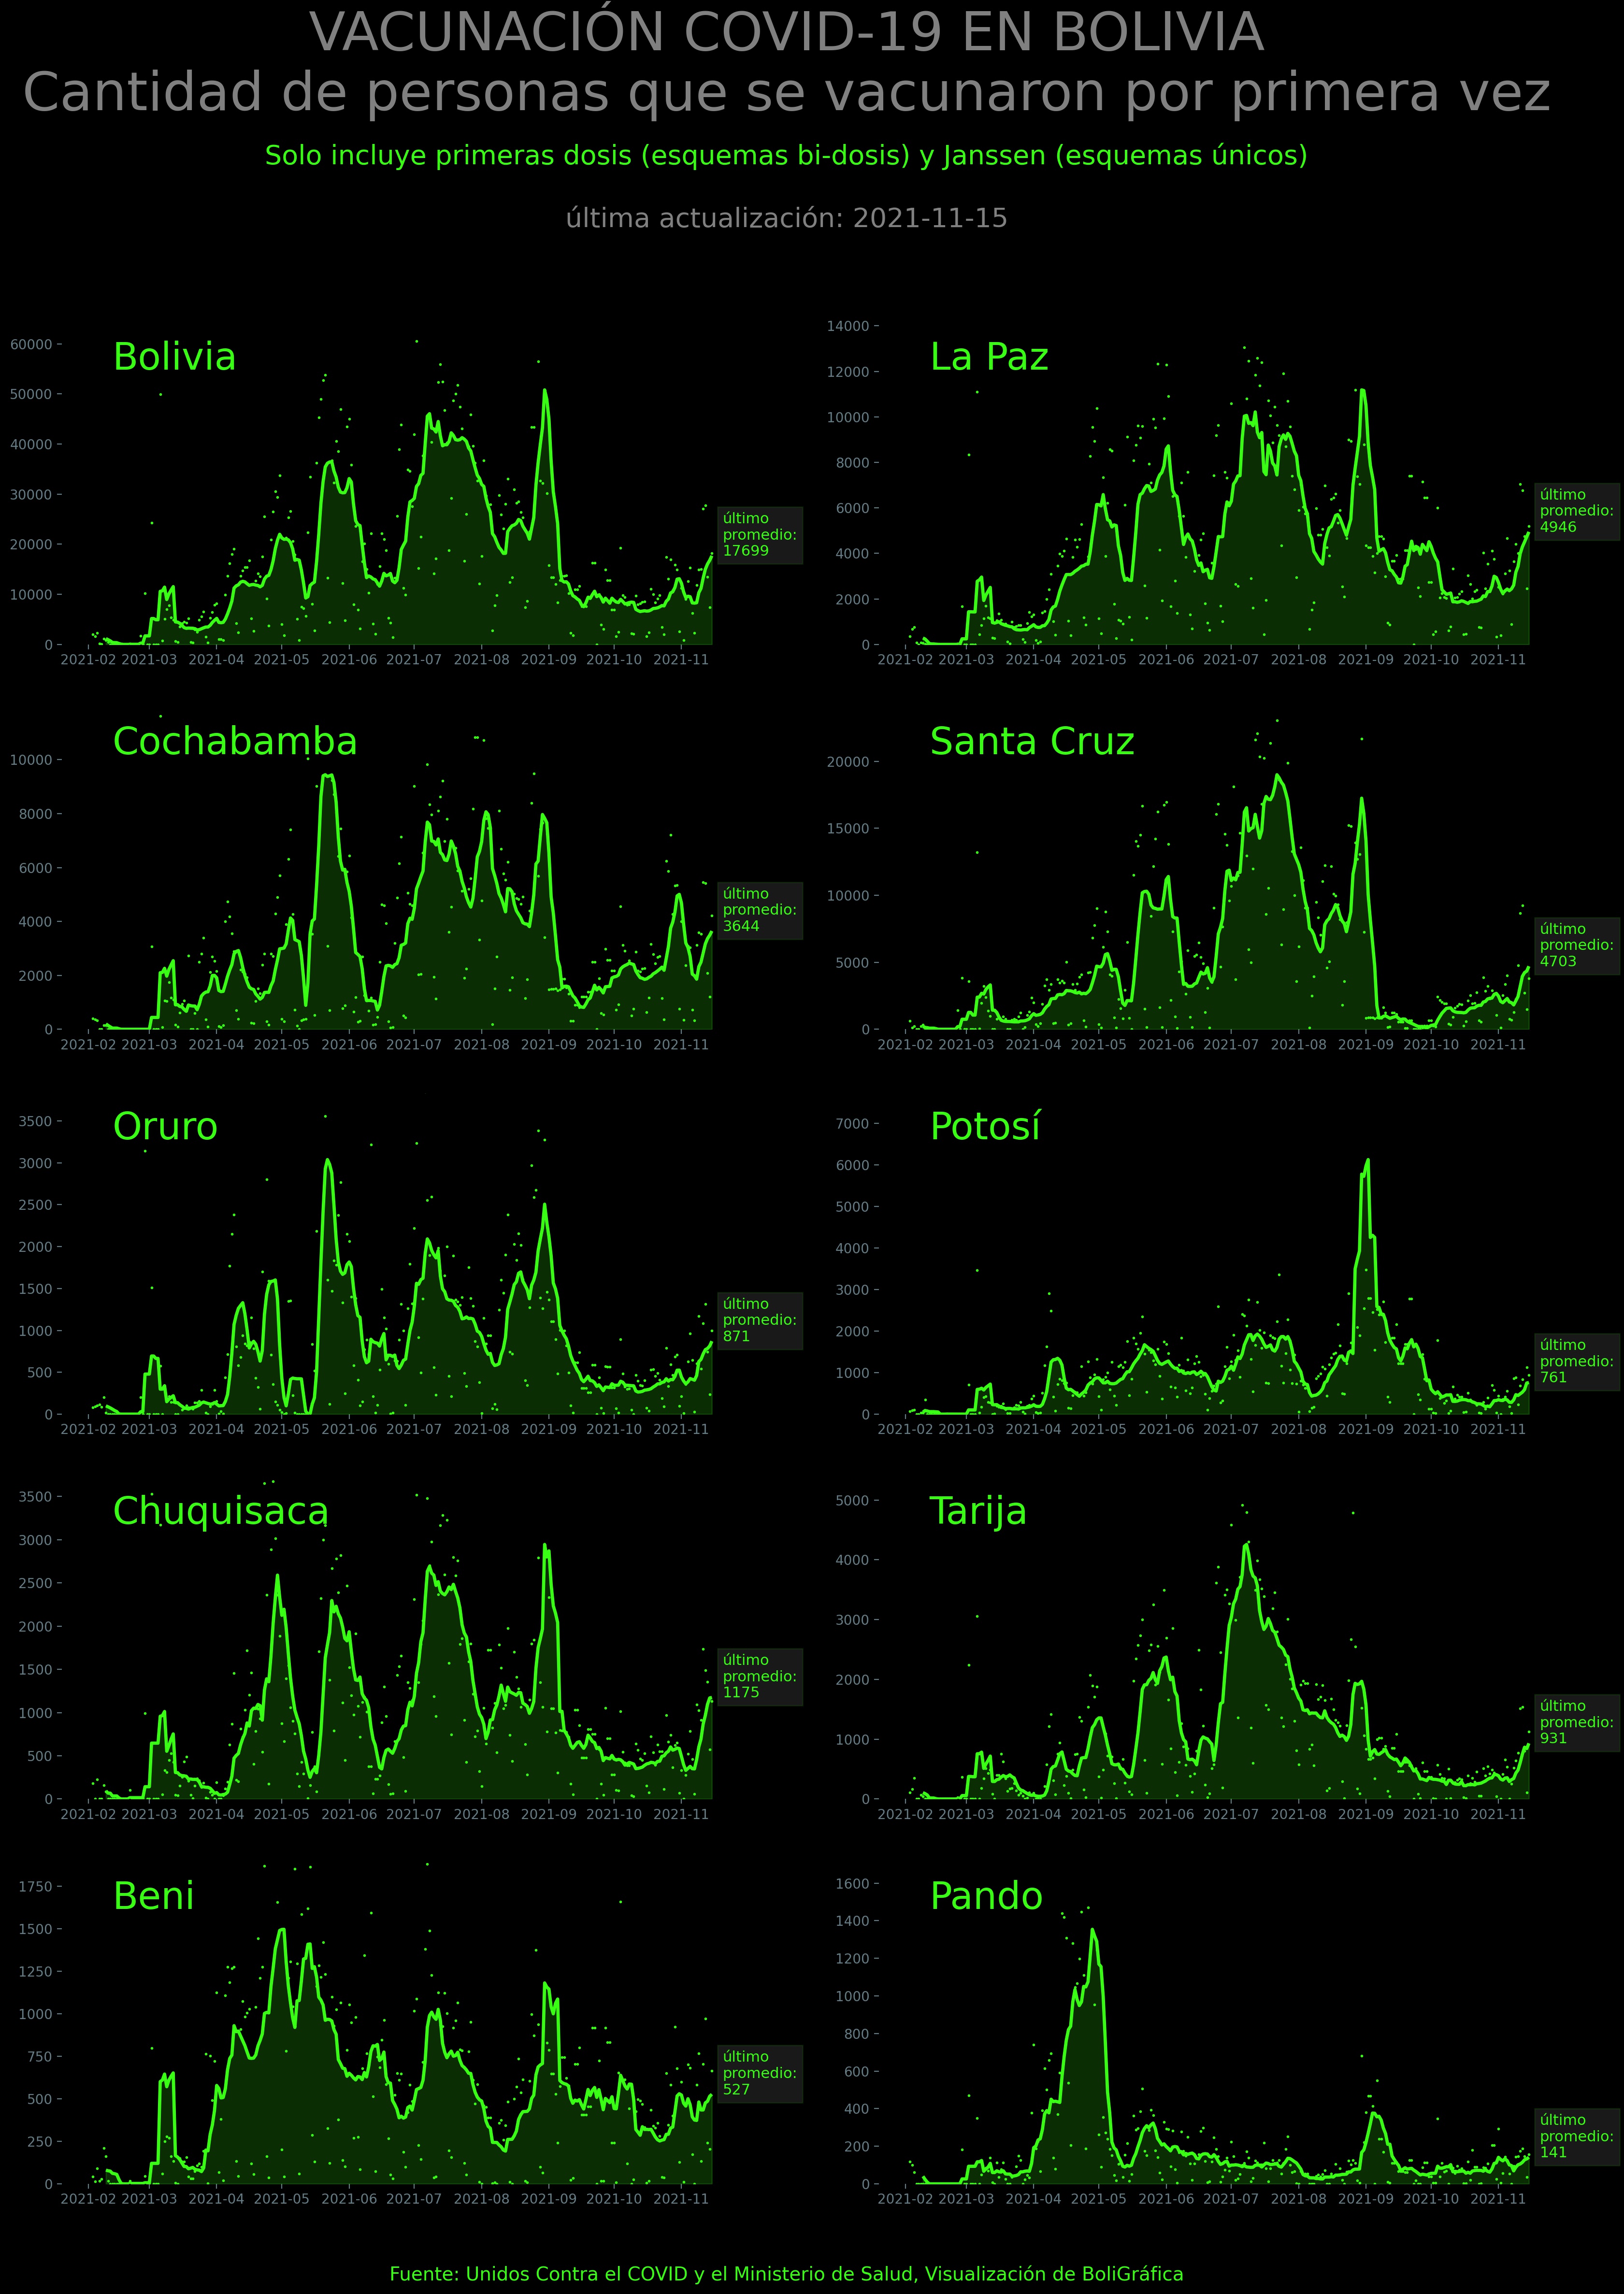 VACUNACIÓN COVID-19 EN BOLIVIA
Cantidad de personas que se vacunaron por primera vez
Solo incluye primeras dosis (esquemas bi-dosis) y Janssen (esquemas únicos)
última actualización: 2021-11-15
Bolivia
60000
50000
40000
30000
20000
10000
0
2021-02 2021-03 2021-04 2021-05 2021-06 2021-07 2021-08 2021-09 2021-10 2021-11
último
promedio:
17699
La Paz
14000
12000
10000
8000
6000
4000
2000
0
2021-02 2021-03 2021-04 2021-05 2021-06 2021-07 2021-08 2021-09 2021-10 2021-11
último
promedio:
4946
Cochabamba
10000
8000
6000
4000
2000
0
2021-02 2021-03 2021-04 2021-05 2021-06 2021-07 2021-08 2021-09 2021-10 2021-11
último
promedio:
3644
Santa Cruz
20000
15000
10000
5000
0
2021-02 2021-03 2021-04 2021-05 2021-06 2021-07 2021-08 2021-09 2021-10 2021-11
último
promedio:
4703
Oruro
3500
3000
2500
2000
1500
1000
500
0
2021-02 2021-03 2021-04 2021-05 2021-06 2021-07 2021-08 2021-09 2021-10 2021-11
último
promedio:
871
Potosí
7000
6000
5000
4000
3000
2000
1000
0
2021-02 2021-03 2021-04 2021-05 2021-06 2021-07 2021-08 2021-09 2021-10 2021-11
último
promedio:
761
Chuquisaca
3500
3000
2500
2000
1500
1000
500
0
2021-02 2021-03 2021-04 2021-05 2021-06 2021-07 2021-08 2021-09 2021-10 2021-11
último
promedio:
1175
Tarija
5000
4000
3000
2000
1000
0
2021-02 2021-03 2021-04 2021-05 2021-06 2021-07 2021-08 2021-09 2021-10 2021-11
último
promedio:
931
Beni
1750
1500
1250
1000
750
500
250
0
2021-02 2021-03 2021-04 2021-05 2021-06 2021-07 2021-08 2021-09 2021-10 2021-11
último
promedio:
527
Pando
1600
1400
1200
1000
800
600
400
200
0
2021-02 2021-03 2021-04 2021-05 2021-06 2021-07 2021-08 2021-09 2021-10 2021-11
último
promedio:
141
Fuente: Unidos Contra el COVID y el Ministerio de Salud, Visualización de BoliGráfica